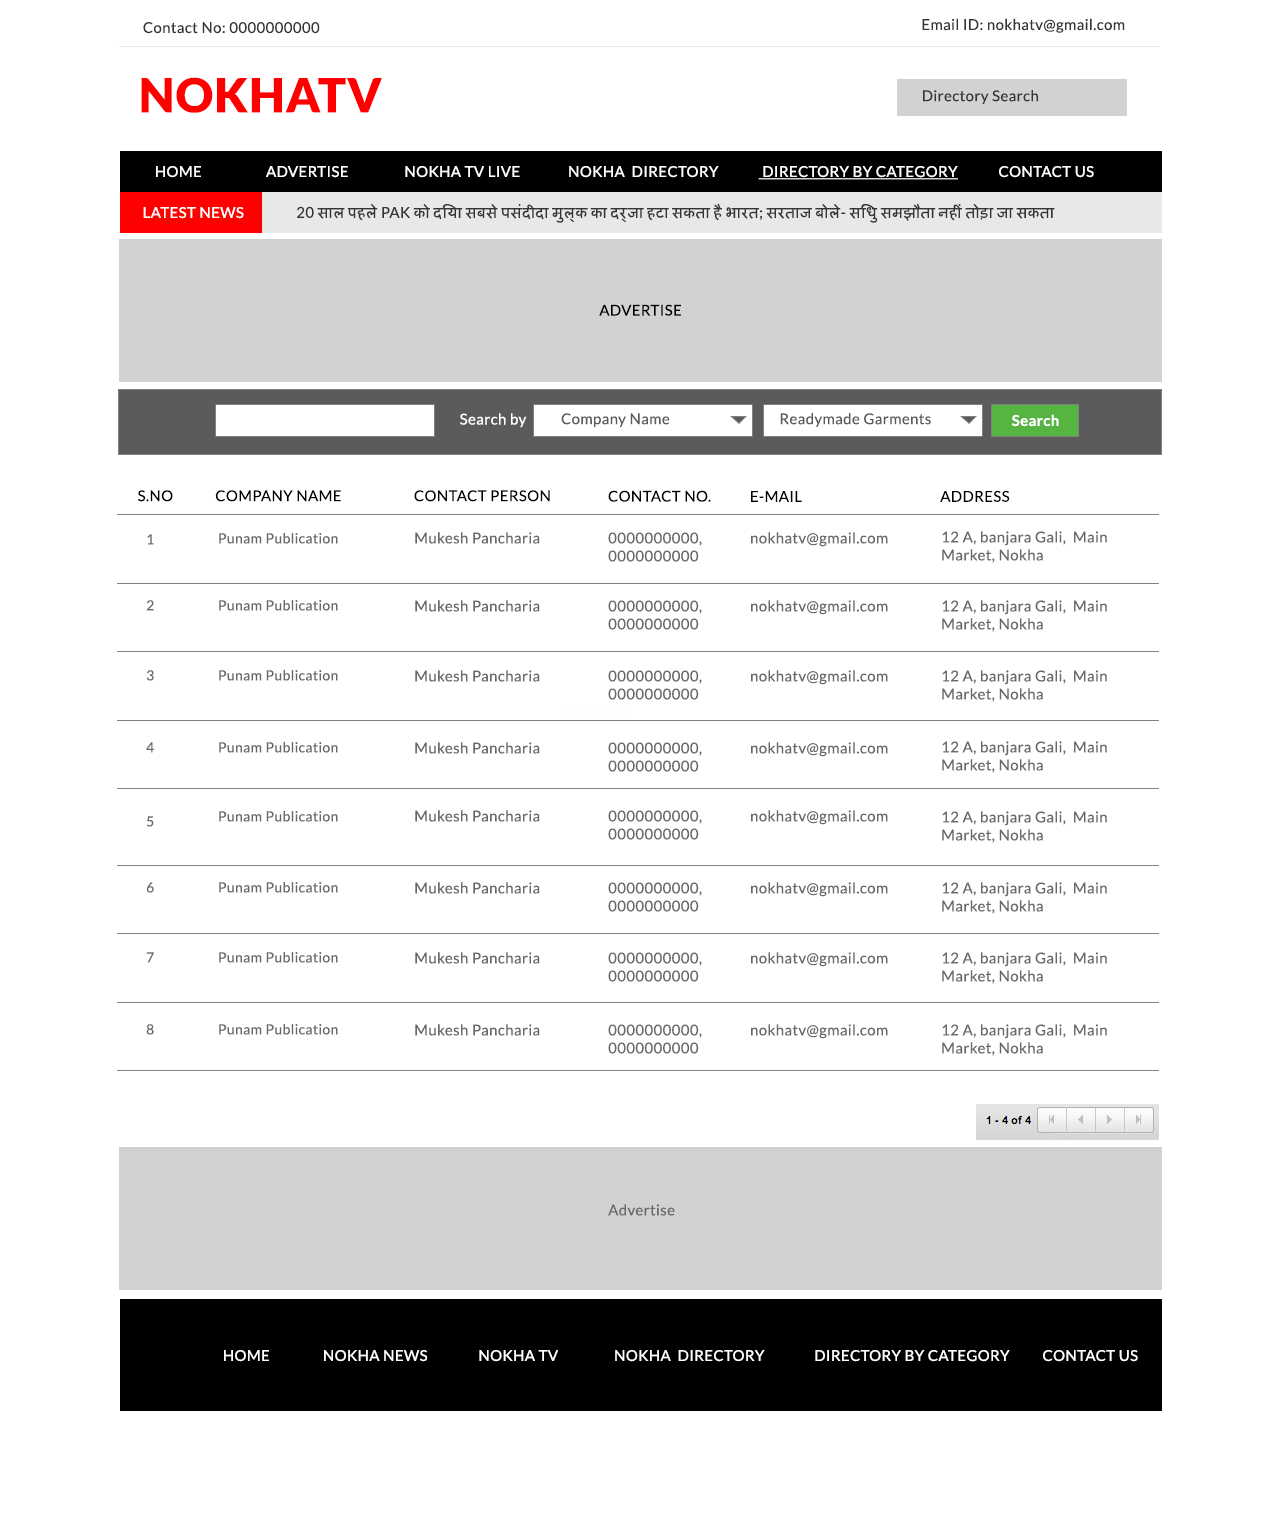 Contact No: 0000000000
Email ID: nokhatv@gmail.com
NOKHATV
Directory Search
HOME ADVERTISE NOKHA TV LIVE NOKHA DIRECTORY DIRECTORY BY CATEGORY CONTACT US
LATEST NEWS 20 साल पहले PAK को दयिा सबसे पसंदीदा मुल्क का दर्जा हटा सकता है भारत; सरताज बोले- सधिु समझौता नहीं तोड़ा जा सकता
ADVERTISE
Search by Company Name Readymade Garments Search
S.NO COMPANY NAME CONTACT PERSON CONTACT NO. E-MAIL ADDRESS
1 Punam Publication Mukesh Pancharia 0000000000, nokhatv@gmail.com 12 A, banjara Gali, Main
0000000000 Market, Nokha
2 Punam Publication Mukesh Pancharia 0000000000, nokhatv@gmail.com 12 A, banjara Gali, Main
0000000000 Market, Nokha
3 Punam Publication Mukesh Pancharia 0000000000, nokhatv@gmail.com 12 A, banjara Gali, Main
0000000000 Market, Nokha
4 Punam Publication Mukesh Pancharia 0000000000, nokhatv@gmail.com 12 A, banjara Gali, Main
0000000000 Market, Nokha
5 Punam Publication Mukesh Pancharia 0000000000, nokhatv@gmail.com 12 A, banjara Gali, Main
0000000000 Market, Nokha
6 Punam Publication Mukesh Pancharia 0000000000, nokhatv@gmail.com 12 A, banjara Gali, Main
0000000000 Market, Nokha
7 Punam Publication Mukesh Pancharia 0000000000, nokhatv@gmail.com 12 A, banjara Gali, Main
0000000000 Market, Nokha
8 Punam Publication Mukesh Pancharia 0000000000, nokhatv@gmail.com 12 A, banjara Gali, Main
0000000000 Market, Nokha
1 - 4 of 4
Advertise
HOME NOKHA NEWS NOKHA TV NOKHA DIRECTORY DIRECTORY BY CATEGORY CONTACT US